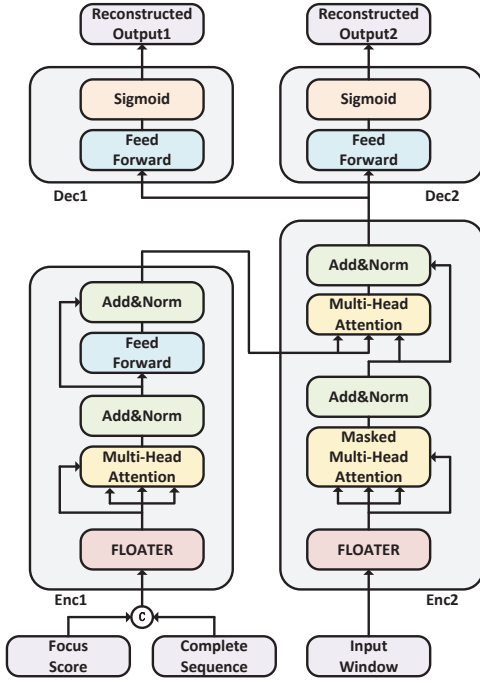 Reconstructed
Output1
Reconstructed
Output2
Sigmoid
Feed
Forward
Dec1
Sigmoid
Feed
Forward
Dec2
Add&Norm
Feed
Forward
Add&Norm
Multi-Head
Attention
FLOATER
Enc1
Add&Norm
Multi-Head
Attention
Add&Norm
Masked
Multi-Head
Attention
FLOATER
Enc2
C
Focus
Score
Complete
Sequence
Input
Window